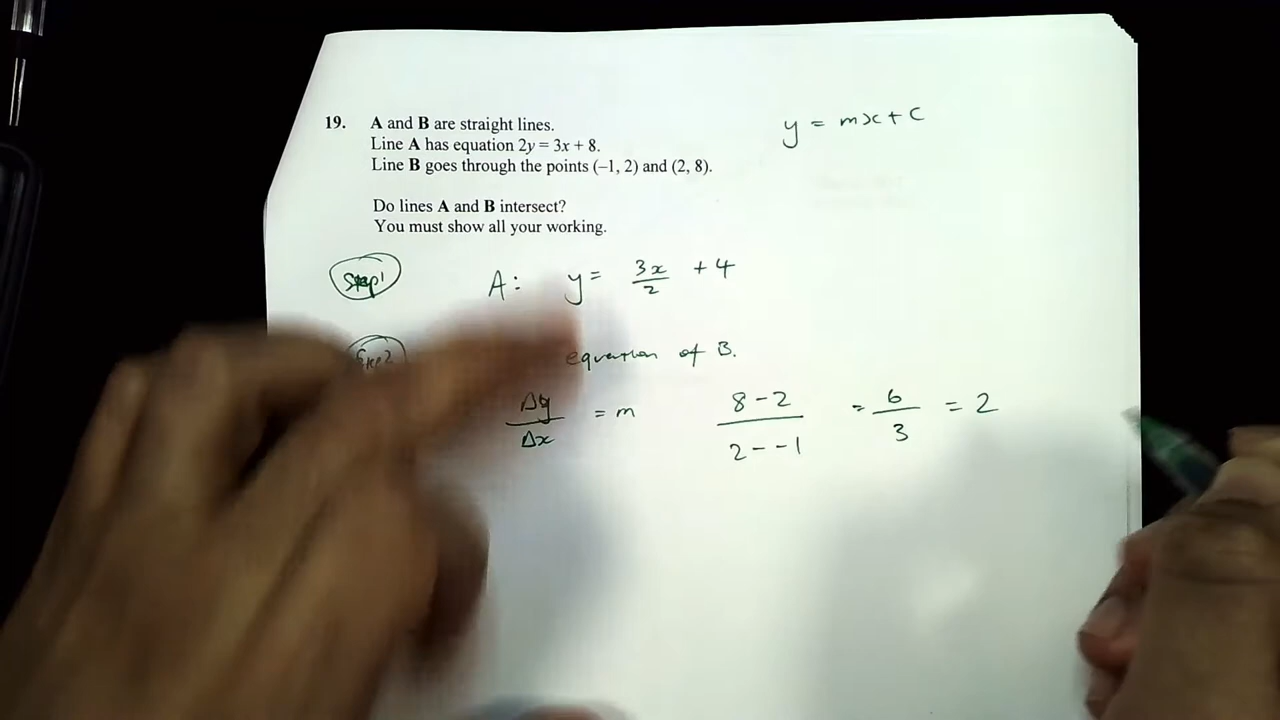 19. A and B are straight lines.
Line A has equation 2y = 3x + 8.
Line B goes through the points (–1, 2) and (2, 8).
y = mx + c
Do lines A and B intersect?
You must show all your working.
Step 1 A: y = 3x/2 + 4
Step 2 equation of B.
Δy/Δx = m 8 - 2 / 2 - - 1 = 6/3 = 2